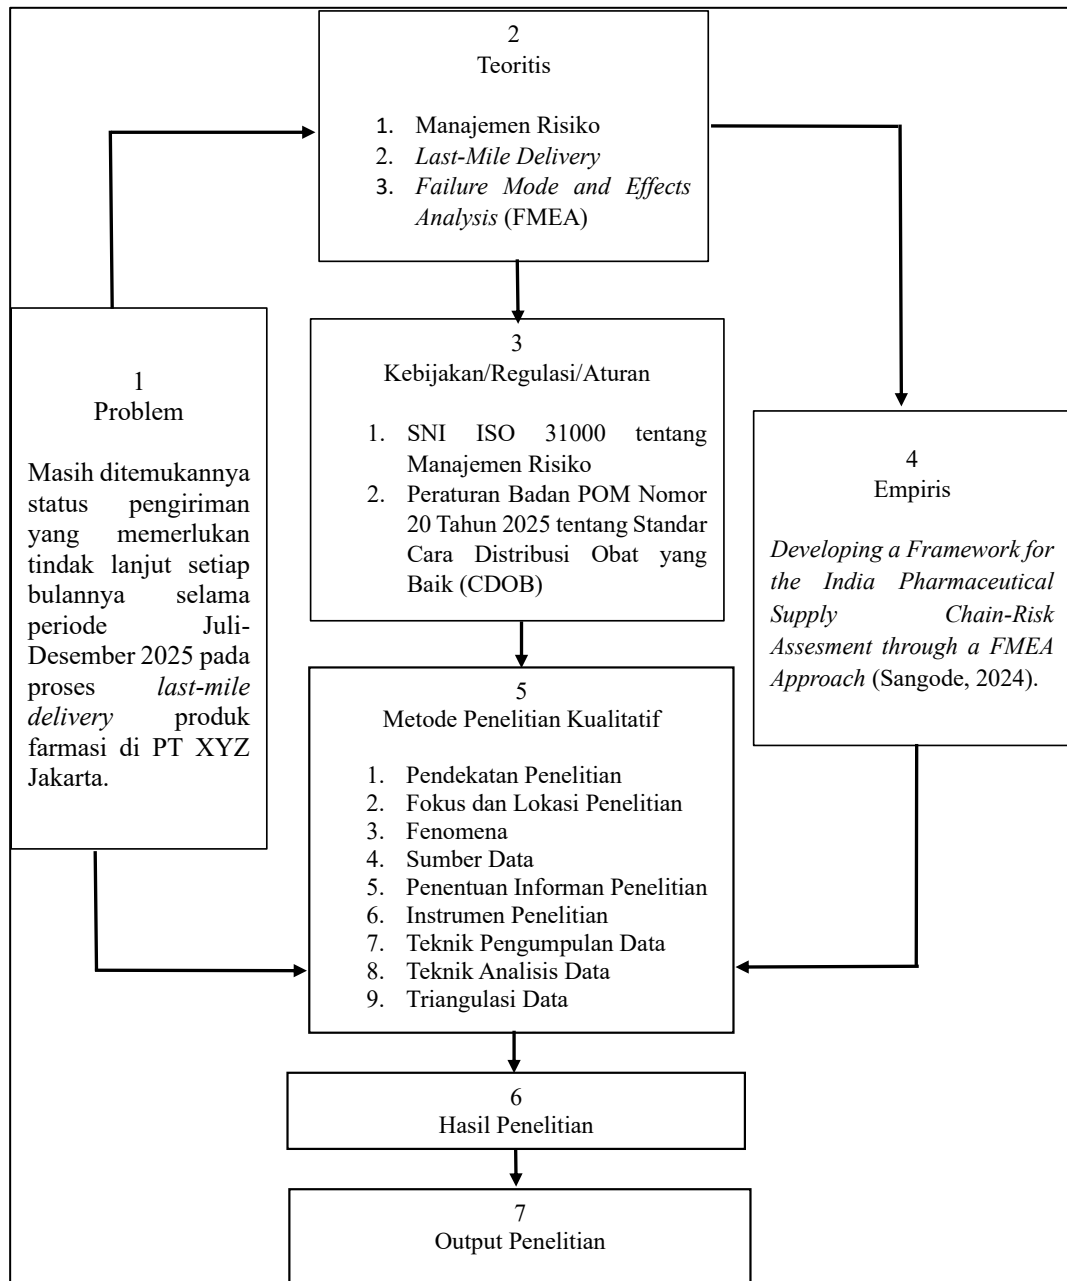 2
Teoritis
1. Manajemen Risiko
2. Last-Mile Delivery
3. Failure Mode and Effects
Analysis (FMEA)
1
Problem
Masih ditemukannya
status pengiriman
yang memerlukan
tindak lanjut setiap
bulannya selama
periode Juli-
Desember 2025 pada
proses last-mile
delivery produk
farmasi di PT XYZ
Jakarta.
3
Kebijakan/Regulasi/Aturan
1. SNI ISO 31000 tentang
Manajemen Risiko
2. Peraturan Badan POM Nomor
20 Tahun 2025 tentang Standar
Cara Distribusi Obat yang
Baik (CDOB)
4
Empiris
Developing a Framework for
the India Pharmaceutical
Supply Chain-Risk
Assesment through a FMEA
Approach (Sangode, 2024).
5
Metode Penelitian Kualitatif
1. Pendekatan Penelitian
2. Fokus dan Lokasi Penelitian
3. Fenomena
4. Sumber Data
5. Penentuan Informan Penelitian
6. Instrumen Penelitian
7. Teknik Pengumpulan Data
8. Teknik Analisis Data
9. Triangulasi Data
6
Hasil Penelitian
7
Output Penelitian